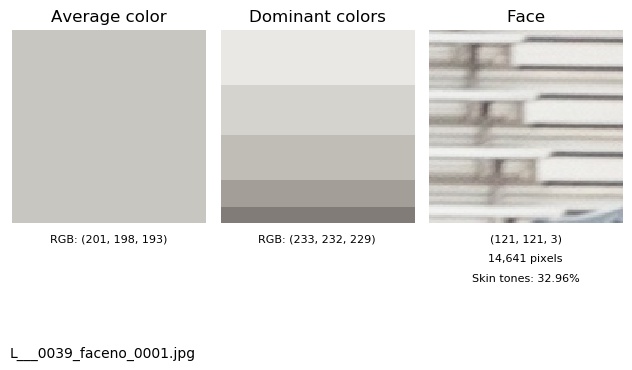 Average color
Dominant colors
Face
RGB: (201, 198, 193)
RGB: (233, 232, 229)
(121, 121, 3)
14,641 pixels
Skin tones: 32.96%
L___0039_faceno_0001.jpg